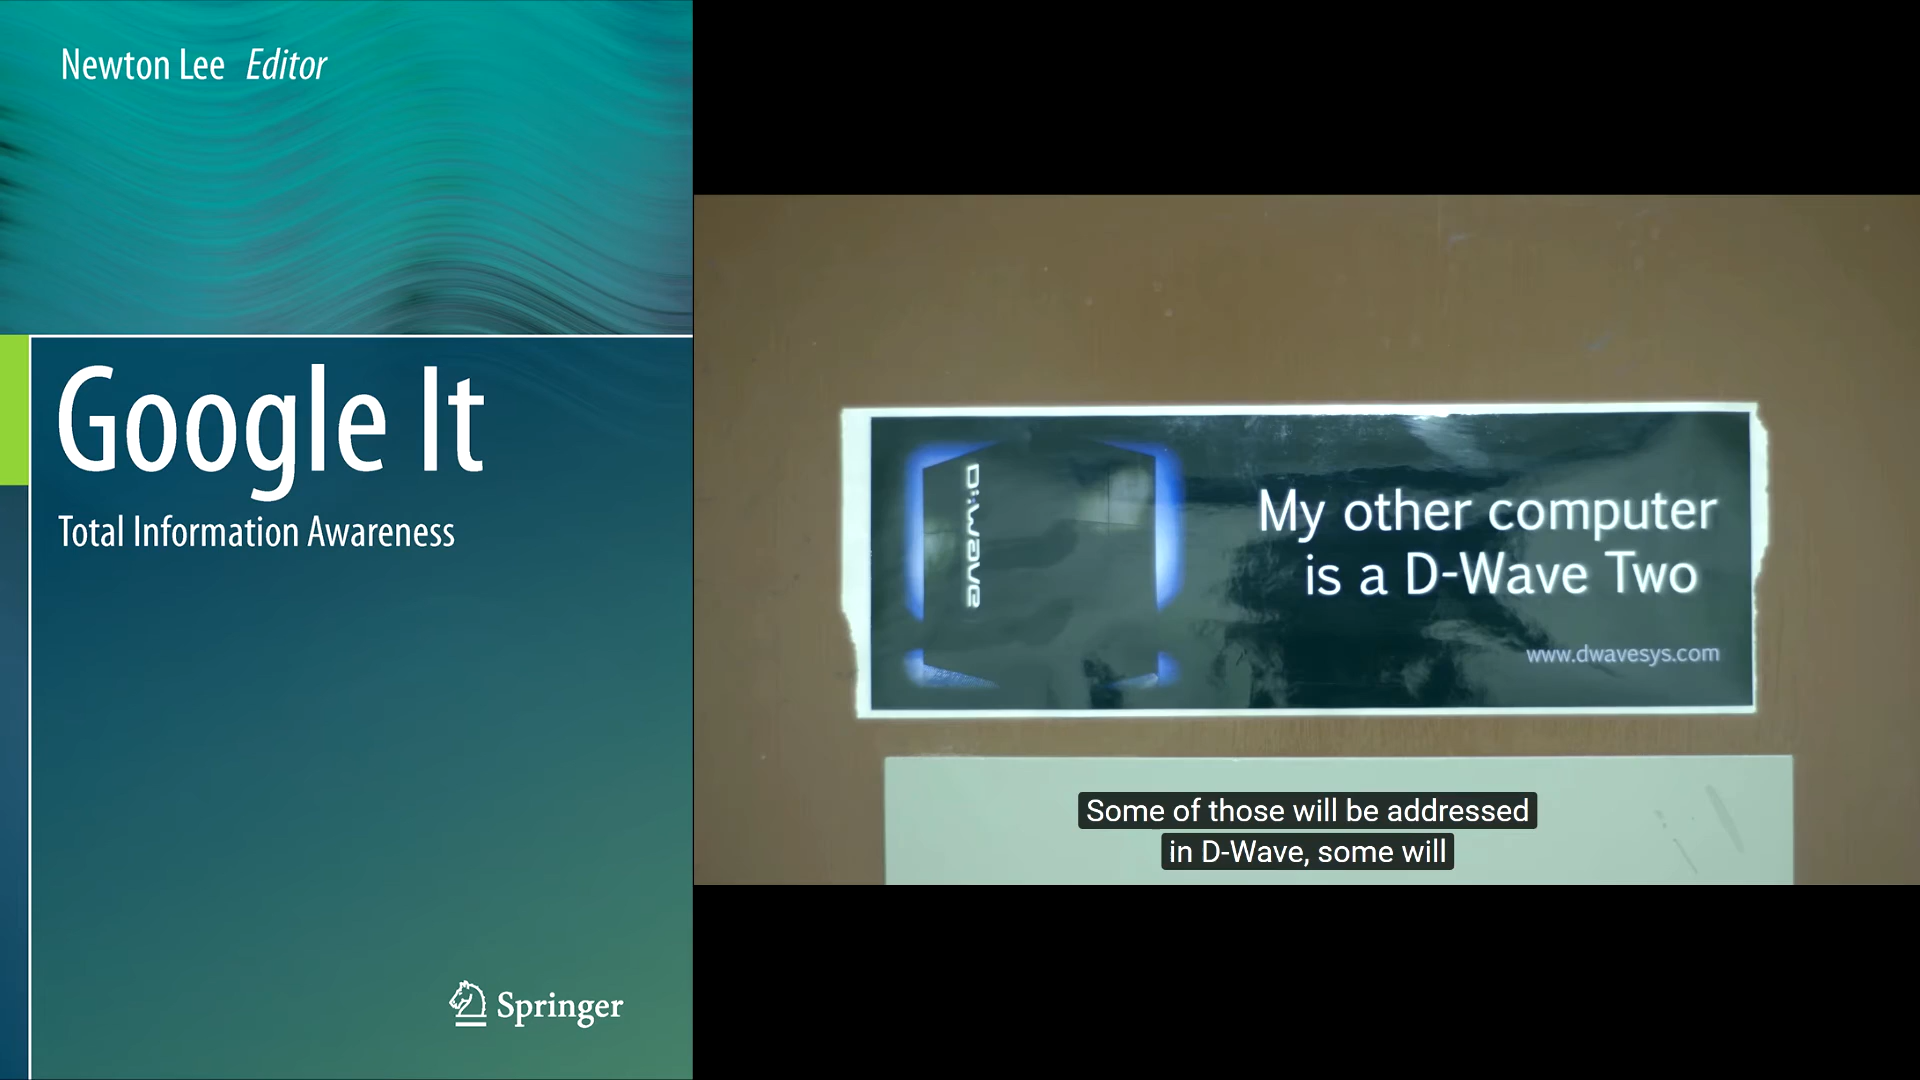 Newton Lee Editor
Google It
Total Information Awareness
Springer
D:wave
My other computer
is a D-Wave Two
www.dwavesys.com
Some of those will be addressed
in D-Wave, some will